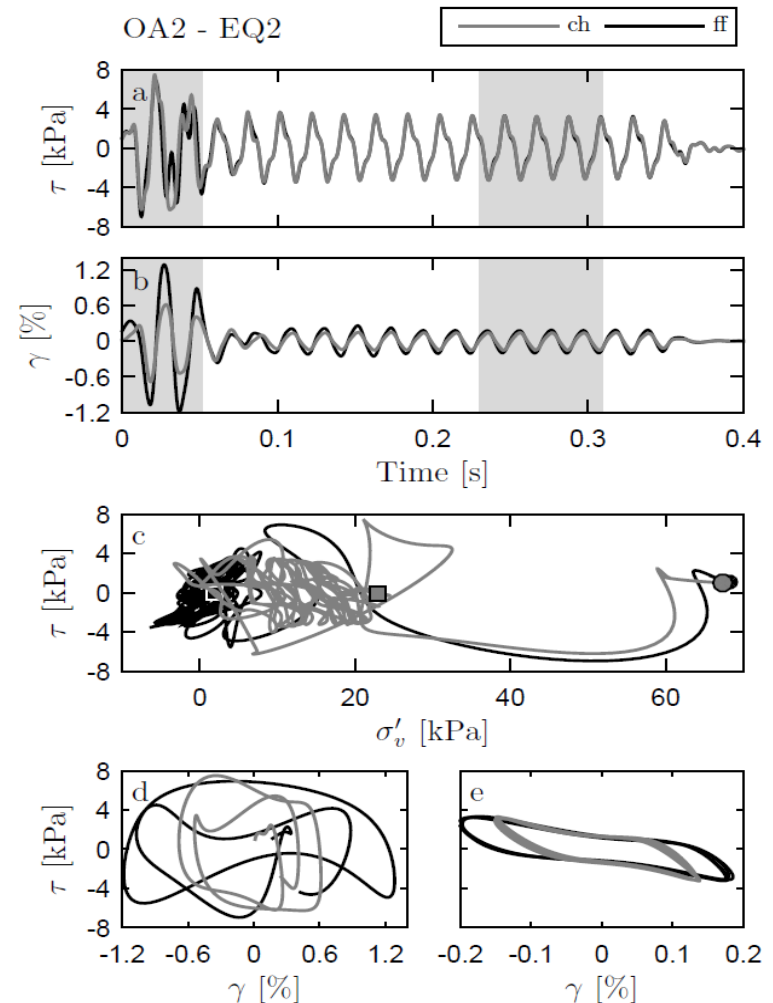 OA2 - EQ2
ch ff
a
τ [kPa]
8
4
0
-4
-8
b
γ [%]
1.2
0.6
0
-0.6
-1.2
0 0.1 0.2 0.3 0.4
Time [s]
c
τ [kPa]
8
4
0
-4
-8
0 20 40 60
σ′v [kPa]
d
τ [kPa]
8
4
0
-4
-8
-1.2 -0.6 0 0.6 1.2
γ [%]
e
-0.2 -0.1 0 0.1 0.2
γ [%]